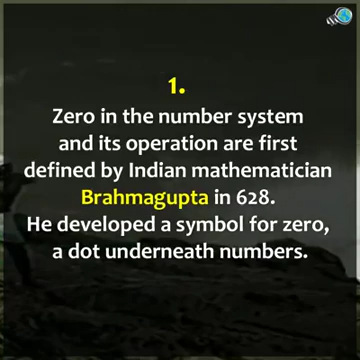 1.
Zero in the number system
and its operation are first
defined by Indian mathematician
Brahmagupta in 628.
He developed a symbol for zero,
a dot underneath numbers.